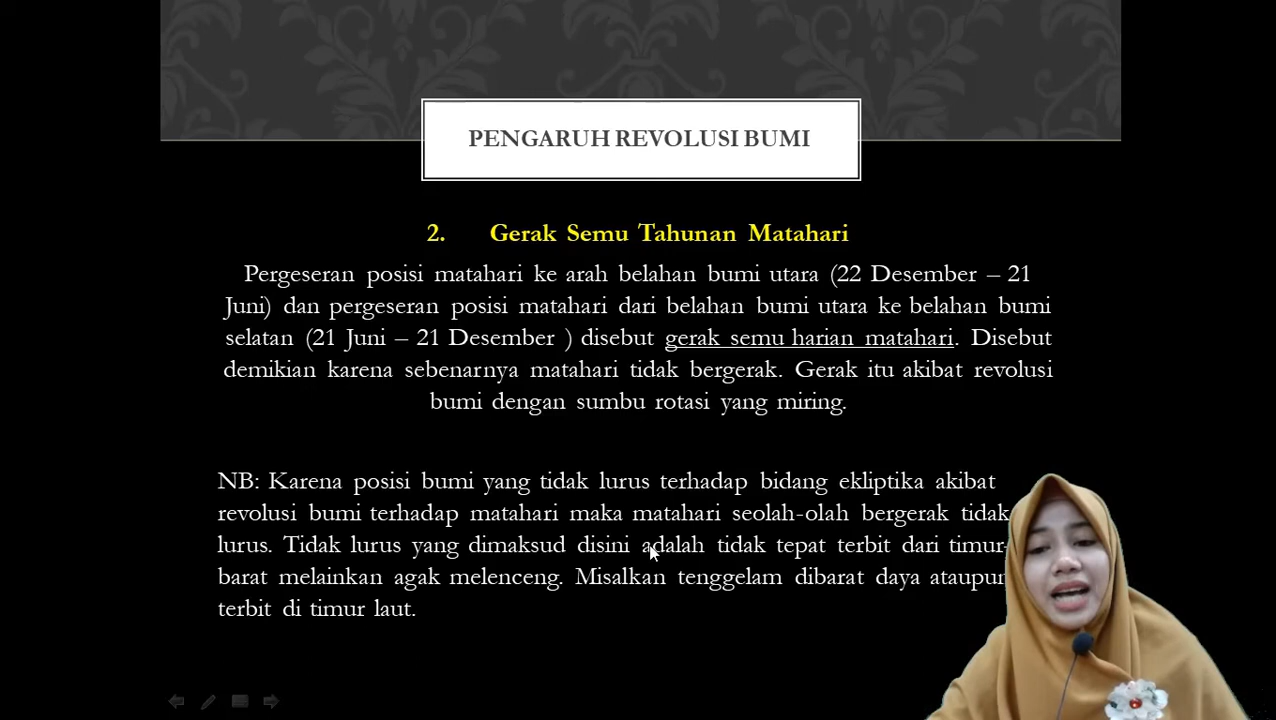 PENGARUH REVOLUSI BUMI
2. Gerak Semu Tahunan Matahari
Pergeseran posisi matahari ke arah belahan bumi utara (22 Desember – 21
Juni) dan pergeseran posisi matahari dari belahan bumi utara ke belahan bumi
selatan (21 Juni – 21 Desember ) disebut gerak semu harian matahari. Disebut
demikian karena sebenarnya matahari tidak bergerak. Gerak itu akibat revolusi
bumi dengan sumbu rotasi yang miring.
NB: Karena posisi bumi yang tidak lurus terhadap bidang ekliptika akibat
revolusi bumi terhadap matahari maka matahari seolah-olah bergerak tidak
lurus. Tidak lurus yang dimaksud disini adalah tidak tepat terbit dari timur-
barat melainkan agak melenceng. Misalkan tenggelam dibarat daya ataupun
terbit di timur laut.